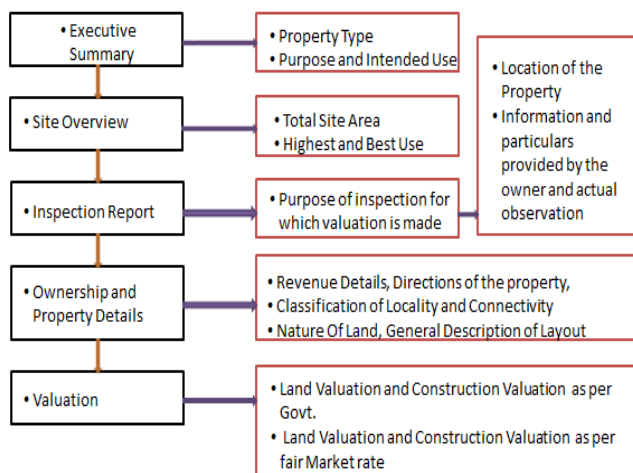 • Executive
Summary
• Property Type
• Purpose and Intended Use
• Location of the
Property
• Information and
particulars
provided by the
owner and actual
observation
• Site Overview
• Total Site Area
• Highest and Best Use
• Inspection Report
• Purpose of inspection for
which valuation is made
• Ownership and
Property Details
• Revenue Details, Directions of the property,
• Classification of Locality and Connectivity
• Nature Of Land, General Description of Layout
• Valuation
• Land Valuation and Construction Valuation as per
Govt.
• Land Valuation and Construction Valuation as per
fair Market rate